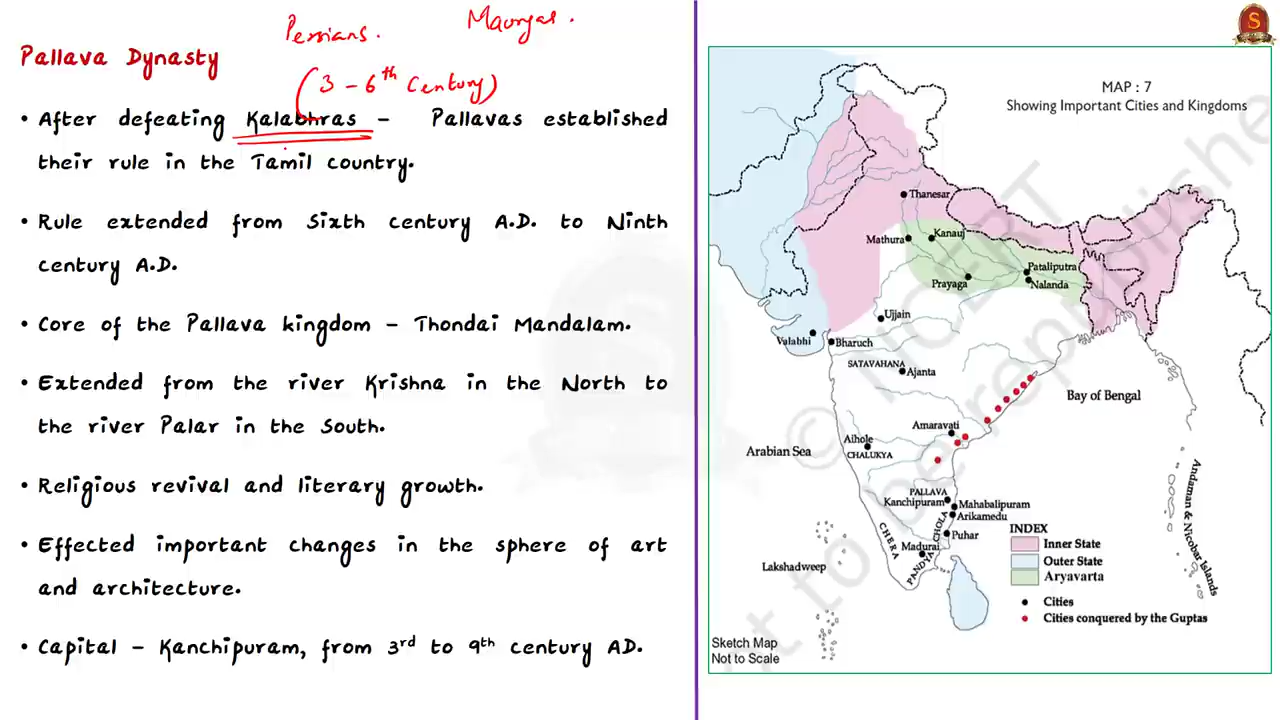 Persians.
Mauryas.
Pallava Dynasty
(3 - 6th Century)
• After defeating Kalabhras - Pallavas established
their rule in the Tamil country.
• Rule extended from Sixth century A.D. to Ninth
century A.D.
• Core of the Pallava kingdom - Thondai Mandalam.
• Extended from the river Krishna in the North to
the river Palar in the South.
• Religious revival and literary growth.
• Effected important changes in the sphere of art
and architecture.
• Capital - Kanchipuram, from 3rd to 9th century AD.
MAP : 7
Showing Important Cities and Kingdoms
Thanesar
Mathura
Kanauj
Pataliputra
Prayaga
Nalanda
Ujjain
Valabhi
Bharuch
SATAVAHANA
Ajanta
Bay of Bengal
Amaravati
Aihole
CHALUKYA
Arabian Sea
PALLAVA
Kanchipuram
Mahabalipuram
Arikamedu
CHOLA
Puhar
CHERA
Madurai
PANDYA
Lakshadweep
Andaman & Nicobar Islands
INDEX
Inner State
Outer State
Aryavarta
Cities
Cities conquered by the Guptas
Sketch Map
Not to Scale